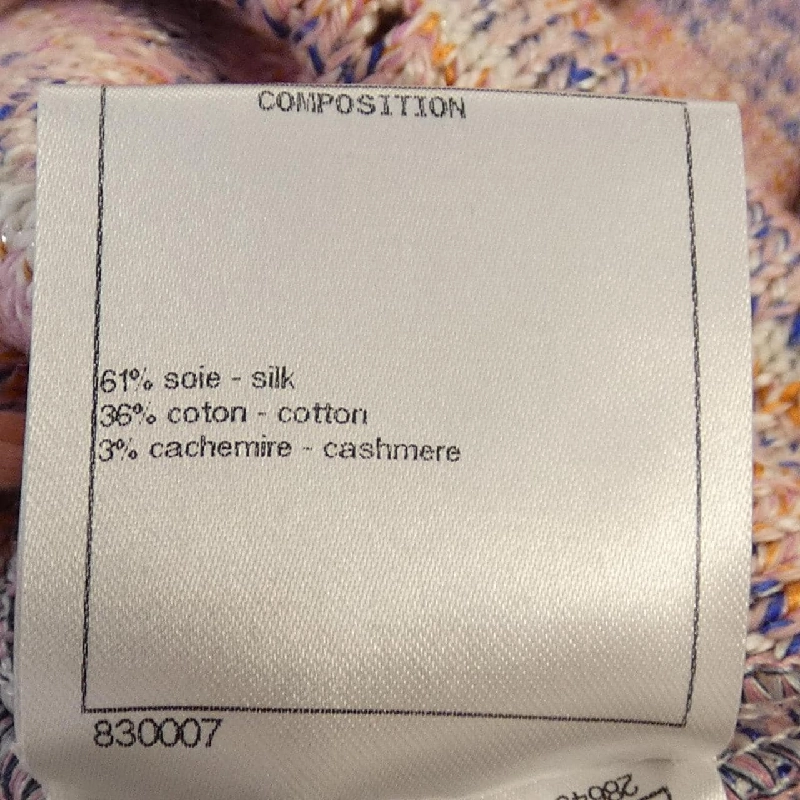 COMPOSITION
61% soie - silk
36% coton - cotton
3% cachemire - cashmere
830007